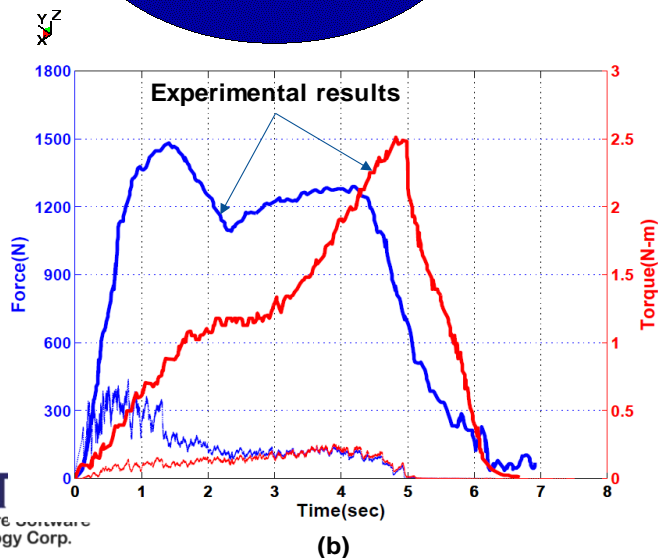 Y Z
X
1800
1500
1200
900
600
300
0
Force(N)
Experimental results
3
2.5
2
1.5
1
0.5
0
Torque(N-m)
0 1 2 3 4 5 6 7 8
Time(sec)
Software
gy Corp.
(b)